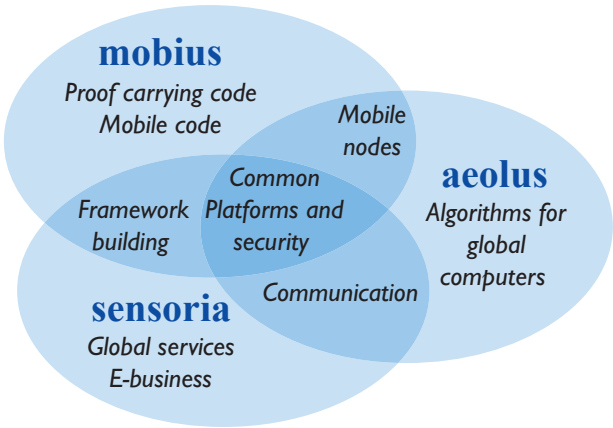 mobius
Proof carrying code
Mobile code
Mobile
nodes
aeolus
Algorithms for
global
computers
Common
Platforms and
security
Framework
building
Communication
sensoria
Global services
E-business